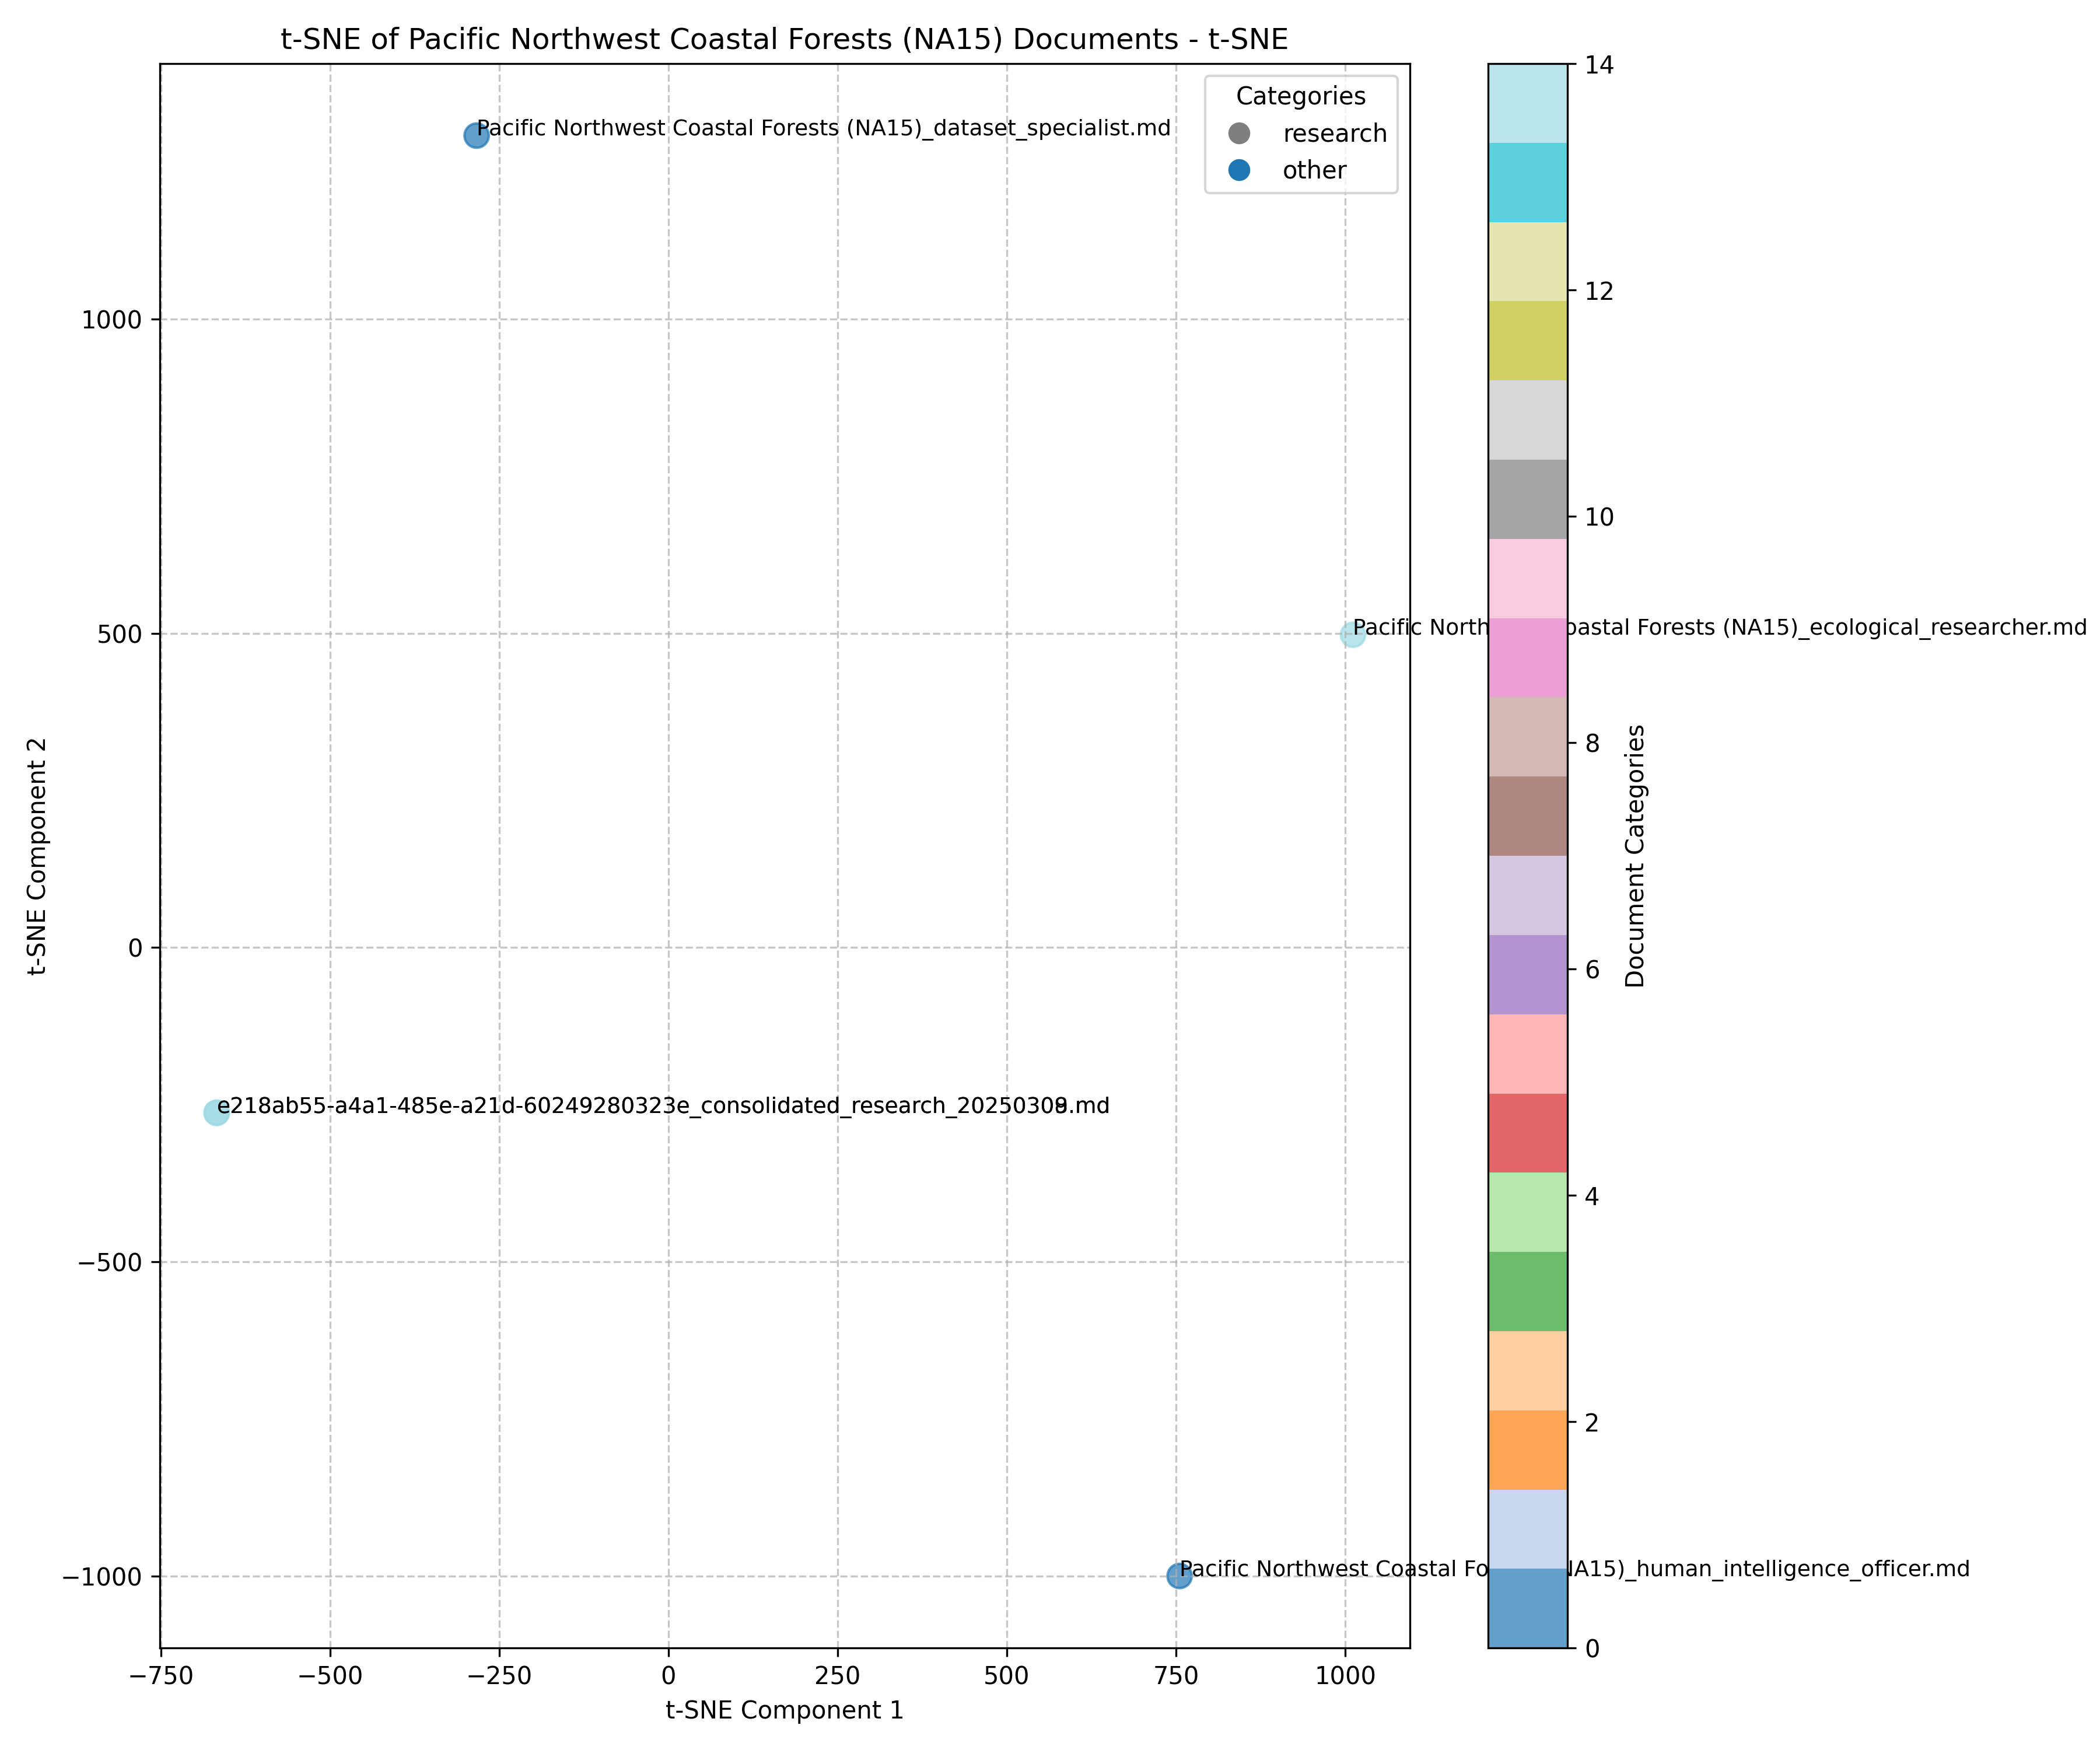 t-SNE of Pacific Northwest Coastal Forests (NA15) Documents - t-SNE
Categories
research
other
Pacific Northwest Coastal Forests (NA15)_dataset_specialist.md
Pacific North oastal Forests (NA15)_ecological_researcher.md
e218ab55-a4a1-485e-a21d-60249280323e_consolidated_research_20250309.md
Pacific Northwest Coastal Fo NA15)_human_intelligence_officer.md
t-SNE Component 2
1000
500
0
−500
−1000
−750
−500
−250
0
250
500
750
1000
t-SNE Component 1
14
12
10
8
6
4
2
0
Document Categories